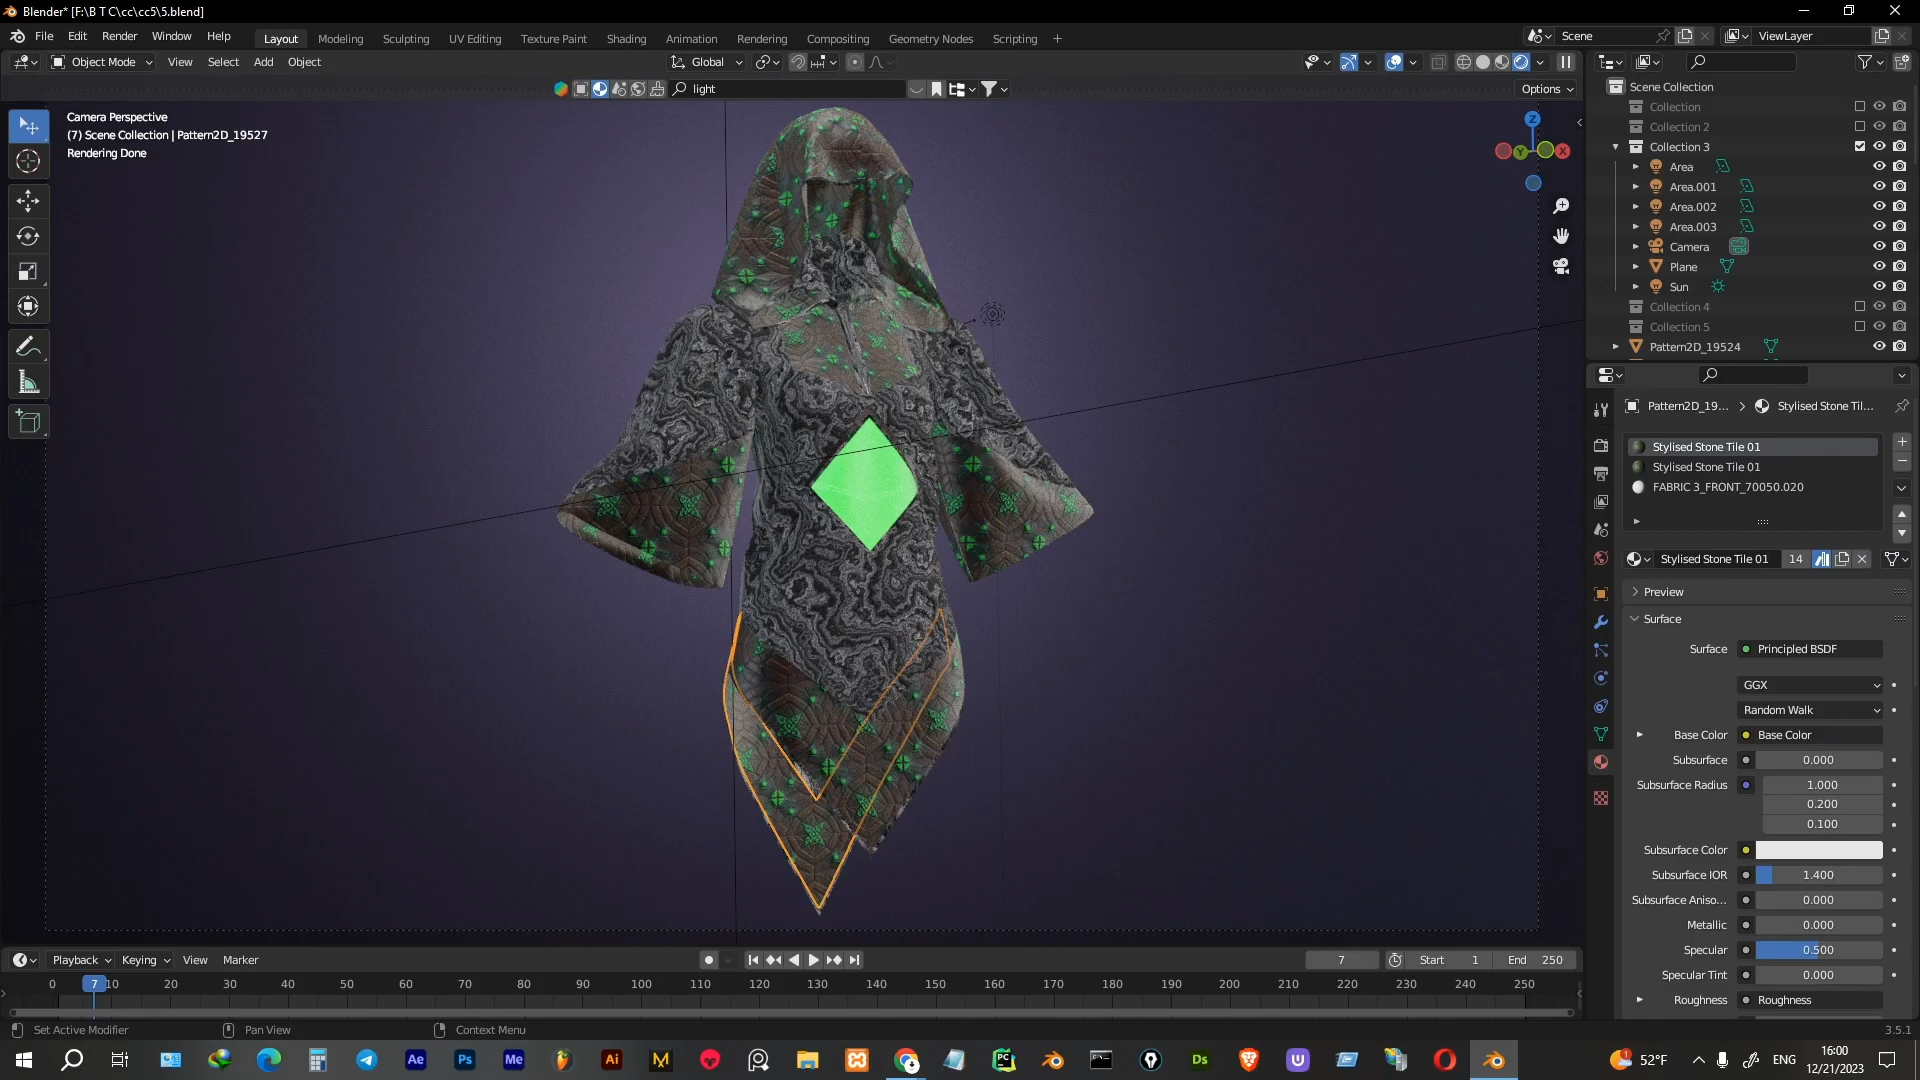 Blender* [F:\B T C\cc\cc5\5.blend]
File Edit Render Window Help
Layout Modeling Sculpting UV Editing Texture Paint Shading Animation Rendering Compositing Geometry Nodes Scripting +
Scene
ViewLayer
Object Mode View Select Add Object
Global
light
Options
Camera Perspective
(7) Scene Collection | Pattern2D_19527
Rendering Done
Z
Y
X
Scene Collection
Collection
Collection 2
Collection 3
Area
Area.001
Area.002
Area.003
Camera
Plane
Sun
Collection 4
Collection 5
Pattern2D_19524
Pattern2D_19... > Stylised Stone Til...
Stylised Stone Tile 01
Stylised Stone Tile 01
FABRIC 3_FRONT_70050.020
Stylised Stone Tile 01 14
Preview
Surface
Surface Principled BSDF
GGX
Random Walk
Base Color Base Color
Subsurface 0.000
Subsurface Radius 1.000
0.200
0.100
Subsurface Color
Subsurface IOR 1.400
Subsurface Aniso... 0.000
Metallic 0.000
Specular 0.500
Specular Tint 0.000
Roughness Roughness
Playback Keying View Marker
7 Start 1 End 250
0 7 10 20 30 40 50 60 70 80 90 100 110 120 130 140 150 160 170 180 190 200 210 220 230 240 250
Set Active Modifier Pan View Context Menu
3.5.1
Ae Ps Me Ai M PC Ds
1 52°F ENG
16:00
12/21/2023